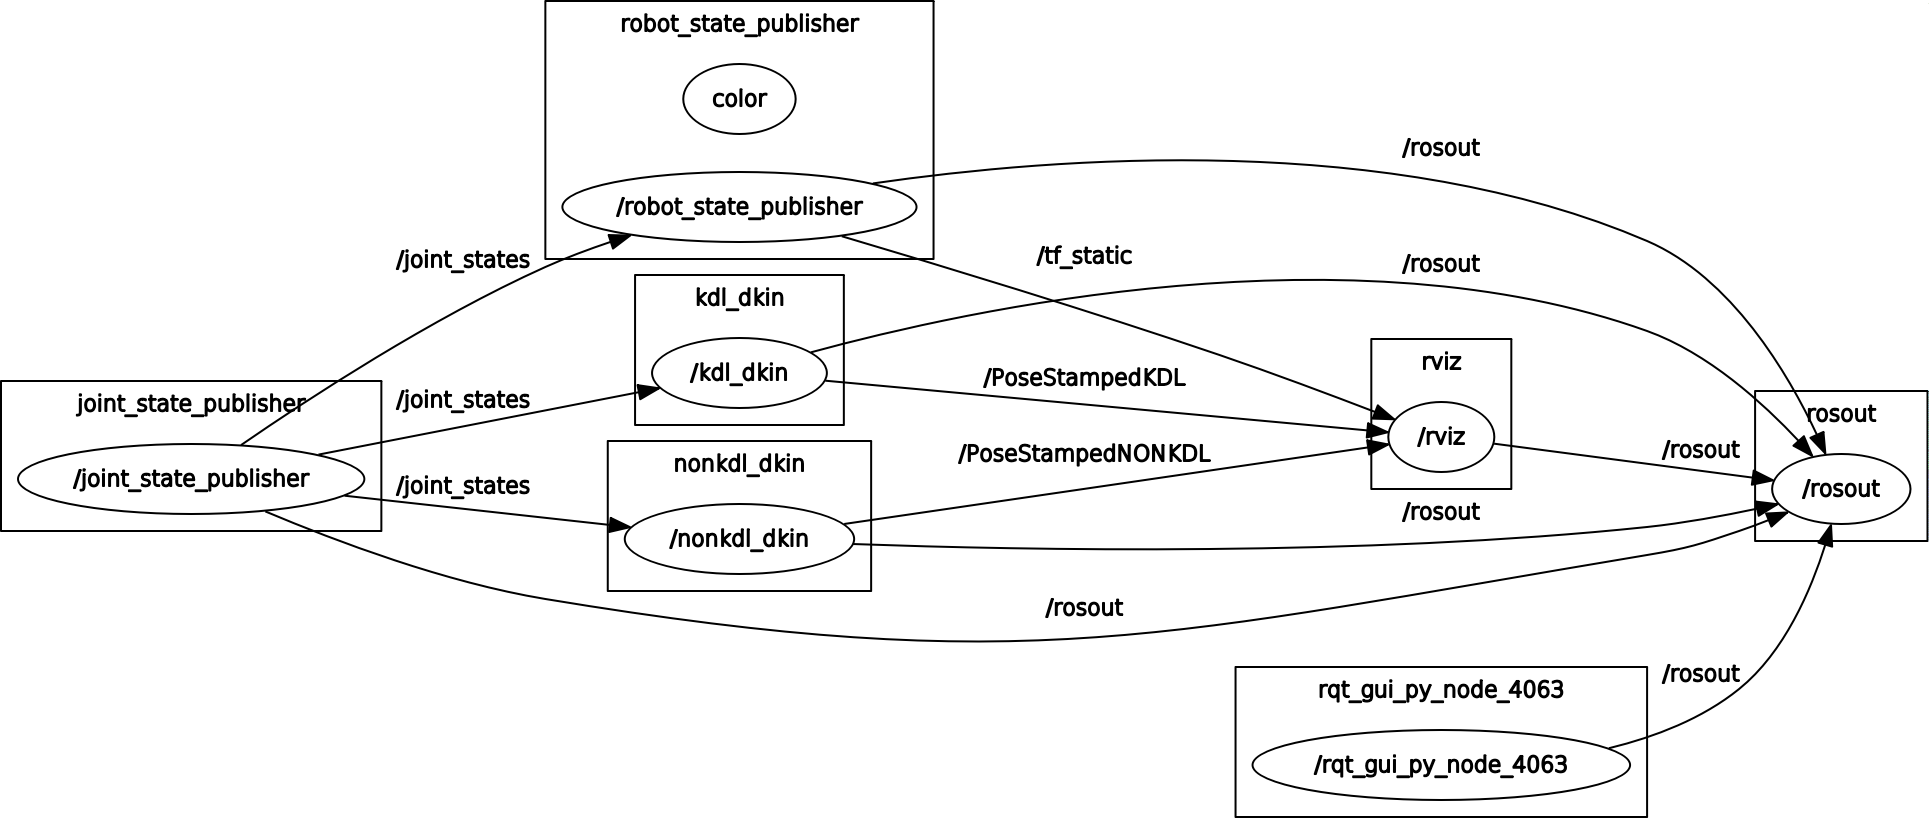 robot_state_publisher
color
/robot_state_publisher
/rosout
/joint_states
/tf_static
/rosout
kdl_dkin
/kdl_dkin
/PoseStampedKDL
rviz
/rviz
joint_state_publisher
/joint_states
/joint_state_publisher
/joint_states
nonkdl_dkin
/nonkdl_dkin
/PoseStampedNONKDL
/rosout
rosout
/rosout
/rosout
/rosout
rqt_gui_py_node_4063
/rqt_gui_py_node_4063
/rosout